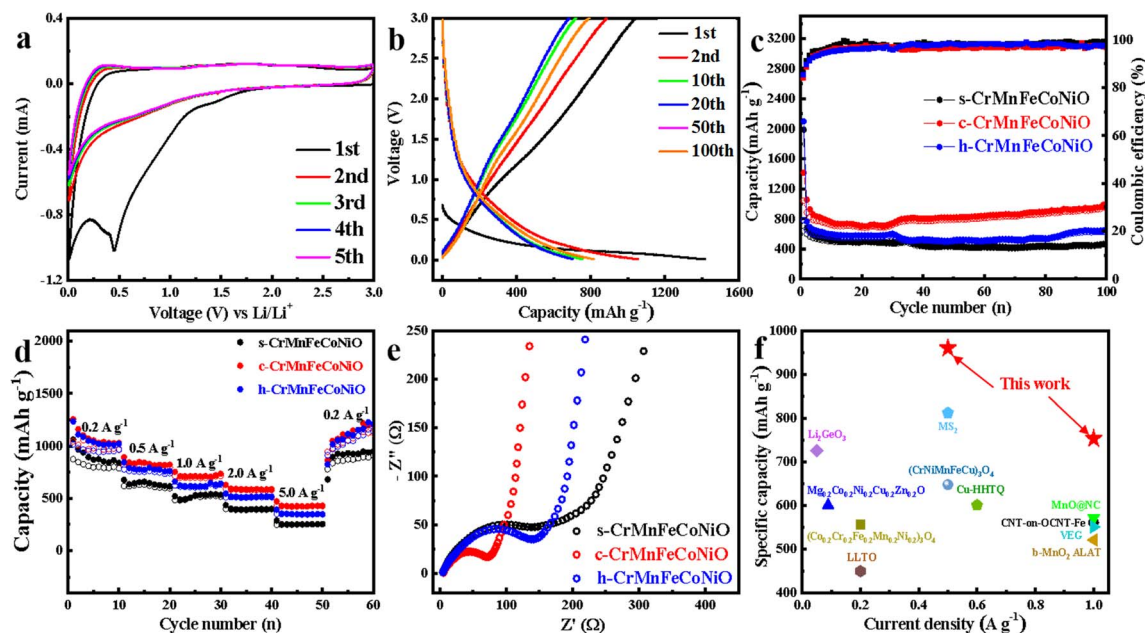 a
0.4
0.0
-0.4
-0.8
-1.2
Current (mA)
1st
2nd
3rd
4th
5th
0.0 0.5 1.0 1.5 2.0 2.5 3.0
Voltage (V) vs Li/Li⁺
b
3.0
2.5
2.0
1.5
1.0
0.5
0.0
Voltage (V)
1st
2nd
10th
20th
50th
100th
0 400 800 1200 1600
Capacity (mAh g⁻¹)
c
3200
2800
2400
2000
1600
1200
800
400
0
Capacity(mAh g⁻¹)
s-CrMnFeCoNiO
c-CrMnFeCoNiO
h-CrMnFeCoNiO
100
80
60
40
20
0
Coulombic efficiency (%)
0 20 40 60 80 100
Cycle number (n)
d
2000
1500
1000
500
0
Capacity (mAh g⁻¹)
s-CrMnFeCoNiO
c-CrMnFeCoNiO
h-CrMnFeCoNiO
0.2 A g⁻¹
0.5 A g⁻¹
1.0 A g⁻¹
2.0 A g⁻¹
5.0 A g⁻¹
0.2 A g⁻¹
0 10 20 30 40 50 60
Cycle number (n)
e
250
200
150
100
50
0
- Z'' (Ω)
s-CrMnFeCoNiO
c-CrMnFeCoNiO
h-CrMnFeCoNiO
0 100 200 300 400
Z' (Ω)
f
1000
900
800
700
600
500
400
Specific capacity (mAh g⁻¹)
This work
MS₂
Li₂GeO₃
(CrNiMnFeCu)₃O₄
Mg₀.₂Co₀.₂Ni₀.₂Cu₀.₂Zn₀.₂O
Cu-HHTQ
MnO@NC
(Co₀.₂Cr₀.₂Fe₀.₂Mn₀.₂Ni₀.₂)₃O₄
CNT-on-OCNT-Fe
VEG
LLTO
b-MnO₂ ALAT
0.0 0.2 0.4 0.6 0.8 1.0
Current density (A g⁻¹)